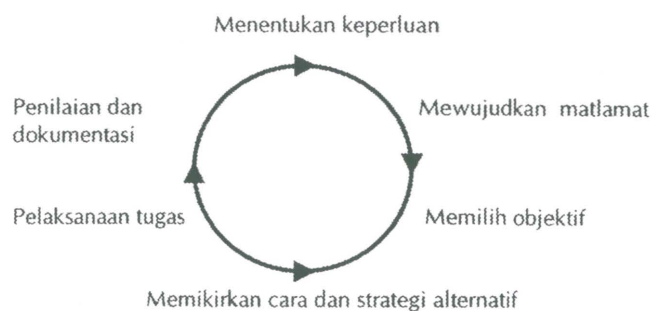 Menentukan keperluan
Mewujudkan matlamat
Memilih objektif
Memikirkan cara dan strategi alternatif
Pelaksanaan tugas
Penilaian dan
dokumentasi